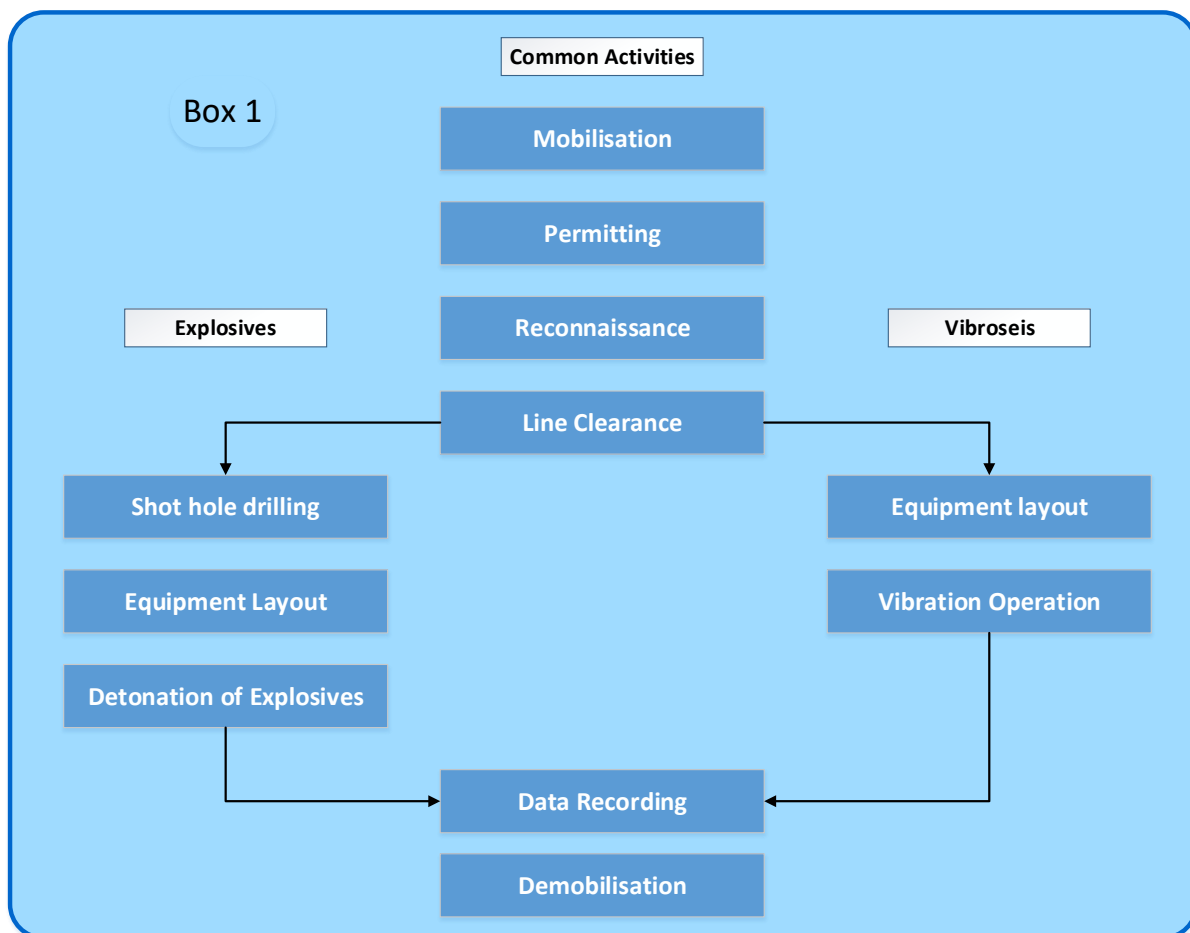 Common Activities
Box 1
Mobilisation
Permitting
Reconnaissance
Explosives
Vibroseis
Line Clearance
Shot hole drilling
Equipment layout
Equipment Layout
Vibration Operation
Detonation of Explosives
Data Recording
Demobilisation